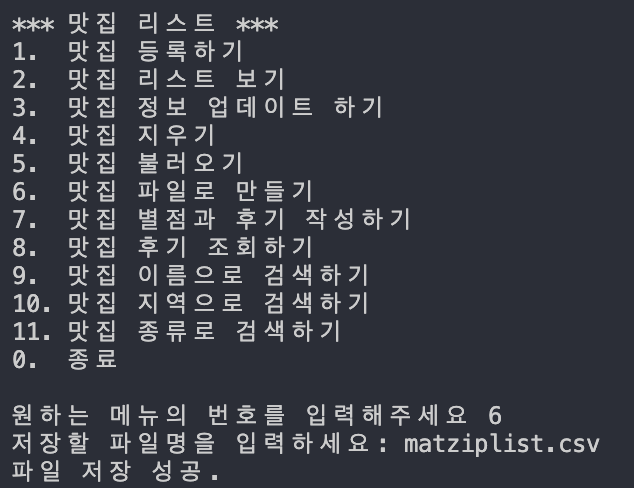 *** 맛집 리스트 ***
1. 맛집 등록하기
2. 맛집 리스트 보기
3. 맛집 정보 업데이트 하기
4. 맛집 지우기
5. 맛집 불러오기
6. 맛집 파일로 만들기
7. 맛집 별점과 후기 작성하기
8. 맛집 후기 조회하기
9. 맛집 이름으로 검색하기
10. 맛집 지역으로 검색하기
11. 맛집 종류로 검색하기
0. 종료
원하는 메뉴의 번호를 입력해주세요 6
저장할 파일명을 입력하세요: matziplist.csv
파일 저장 성공.